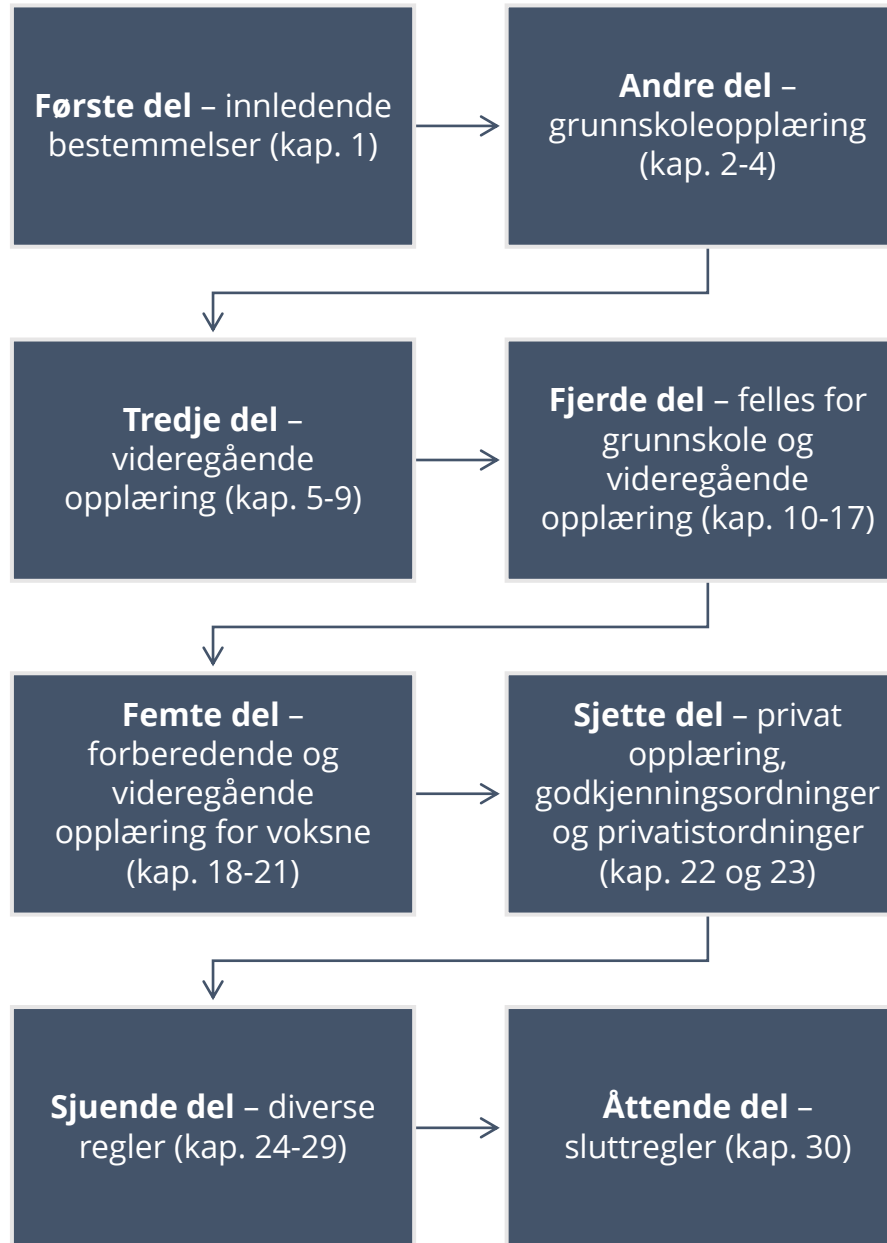 Første del – innledende
bestemmelser (kap. 1)
Andre del –
grunnskoleopplæring
(kap. 2-4)
Tredje del –
videregående
opplæring (kap. 5-9)
Fjerde del – felles for
grunnskole og
videregående
opplæring (kap. 10-17)
Femte del –
forberedende og
videregående
opplæring for voksne
(kap. 18-21)
Sjette del – privat
opplæring,
godkjenningsordninger
og privatistordninger
(kap. 22 og 23)
Sjuende del – diverse
regler (kap. 24-29)
Åttende del –
sluttregler (kap. 30)